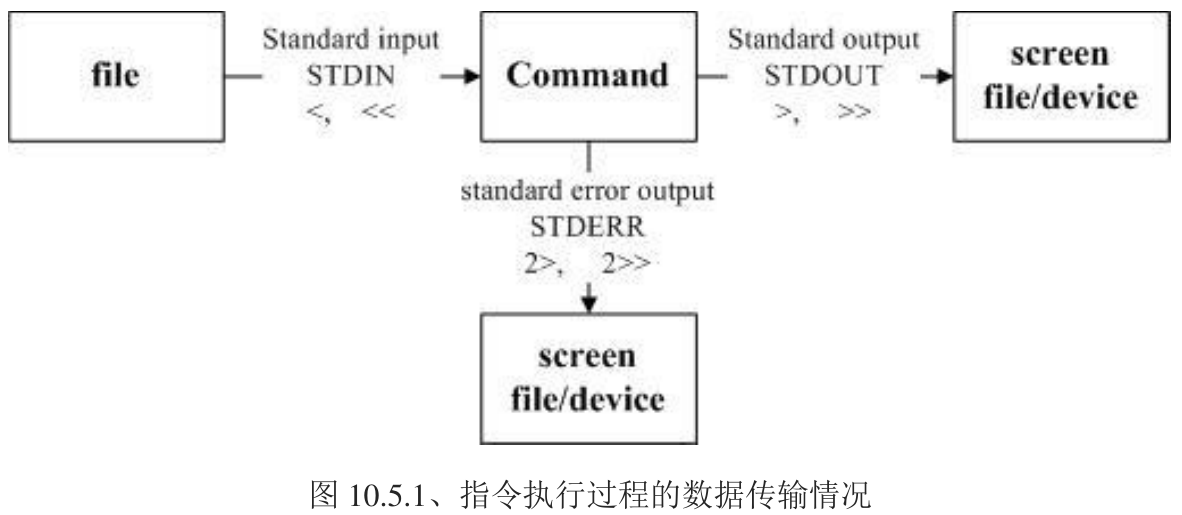 file
Standard input
STDIN
<, <<
Command
Standard output
STDOUT
>, >>
screen
file/device
standard error output
STDERR
2>, 2>>
screen
file/device
图 10.5.1、指令执行过程的数据传输情况